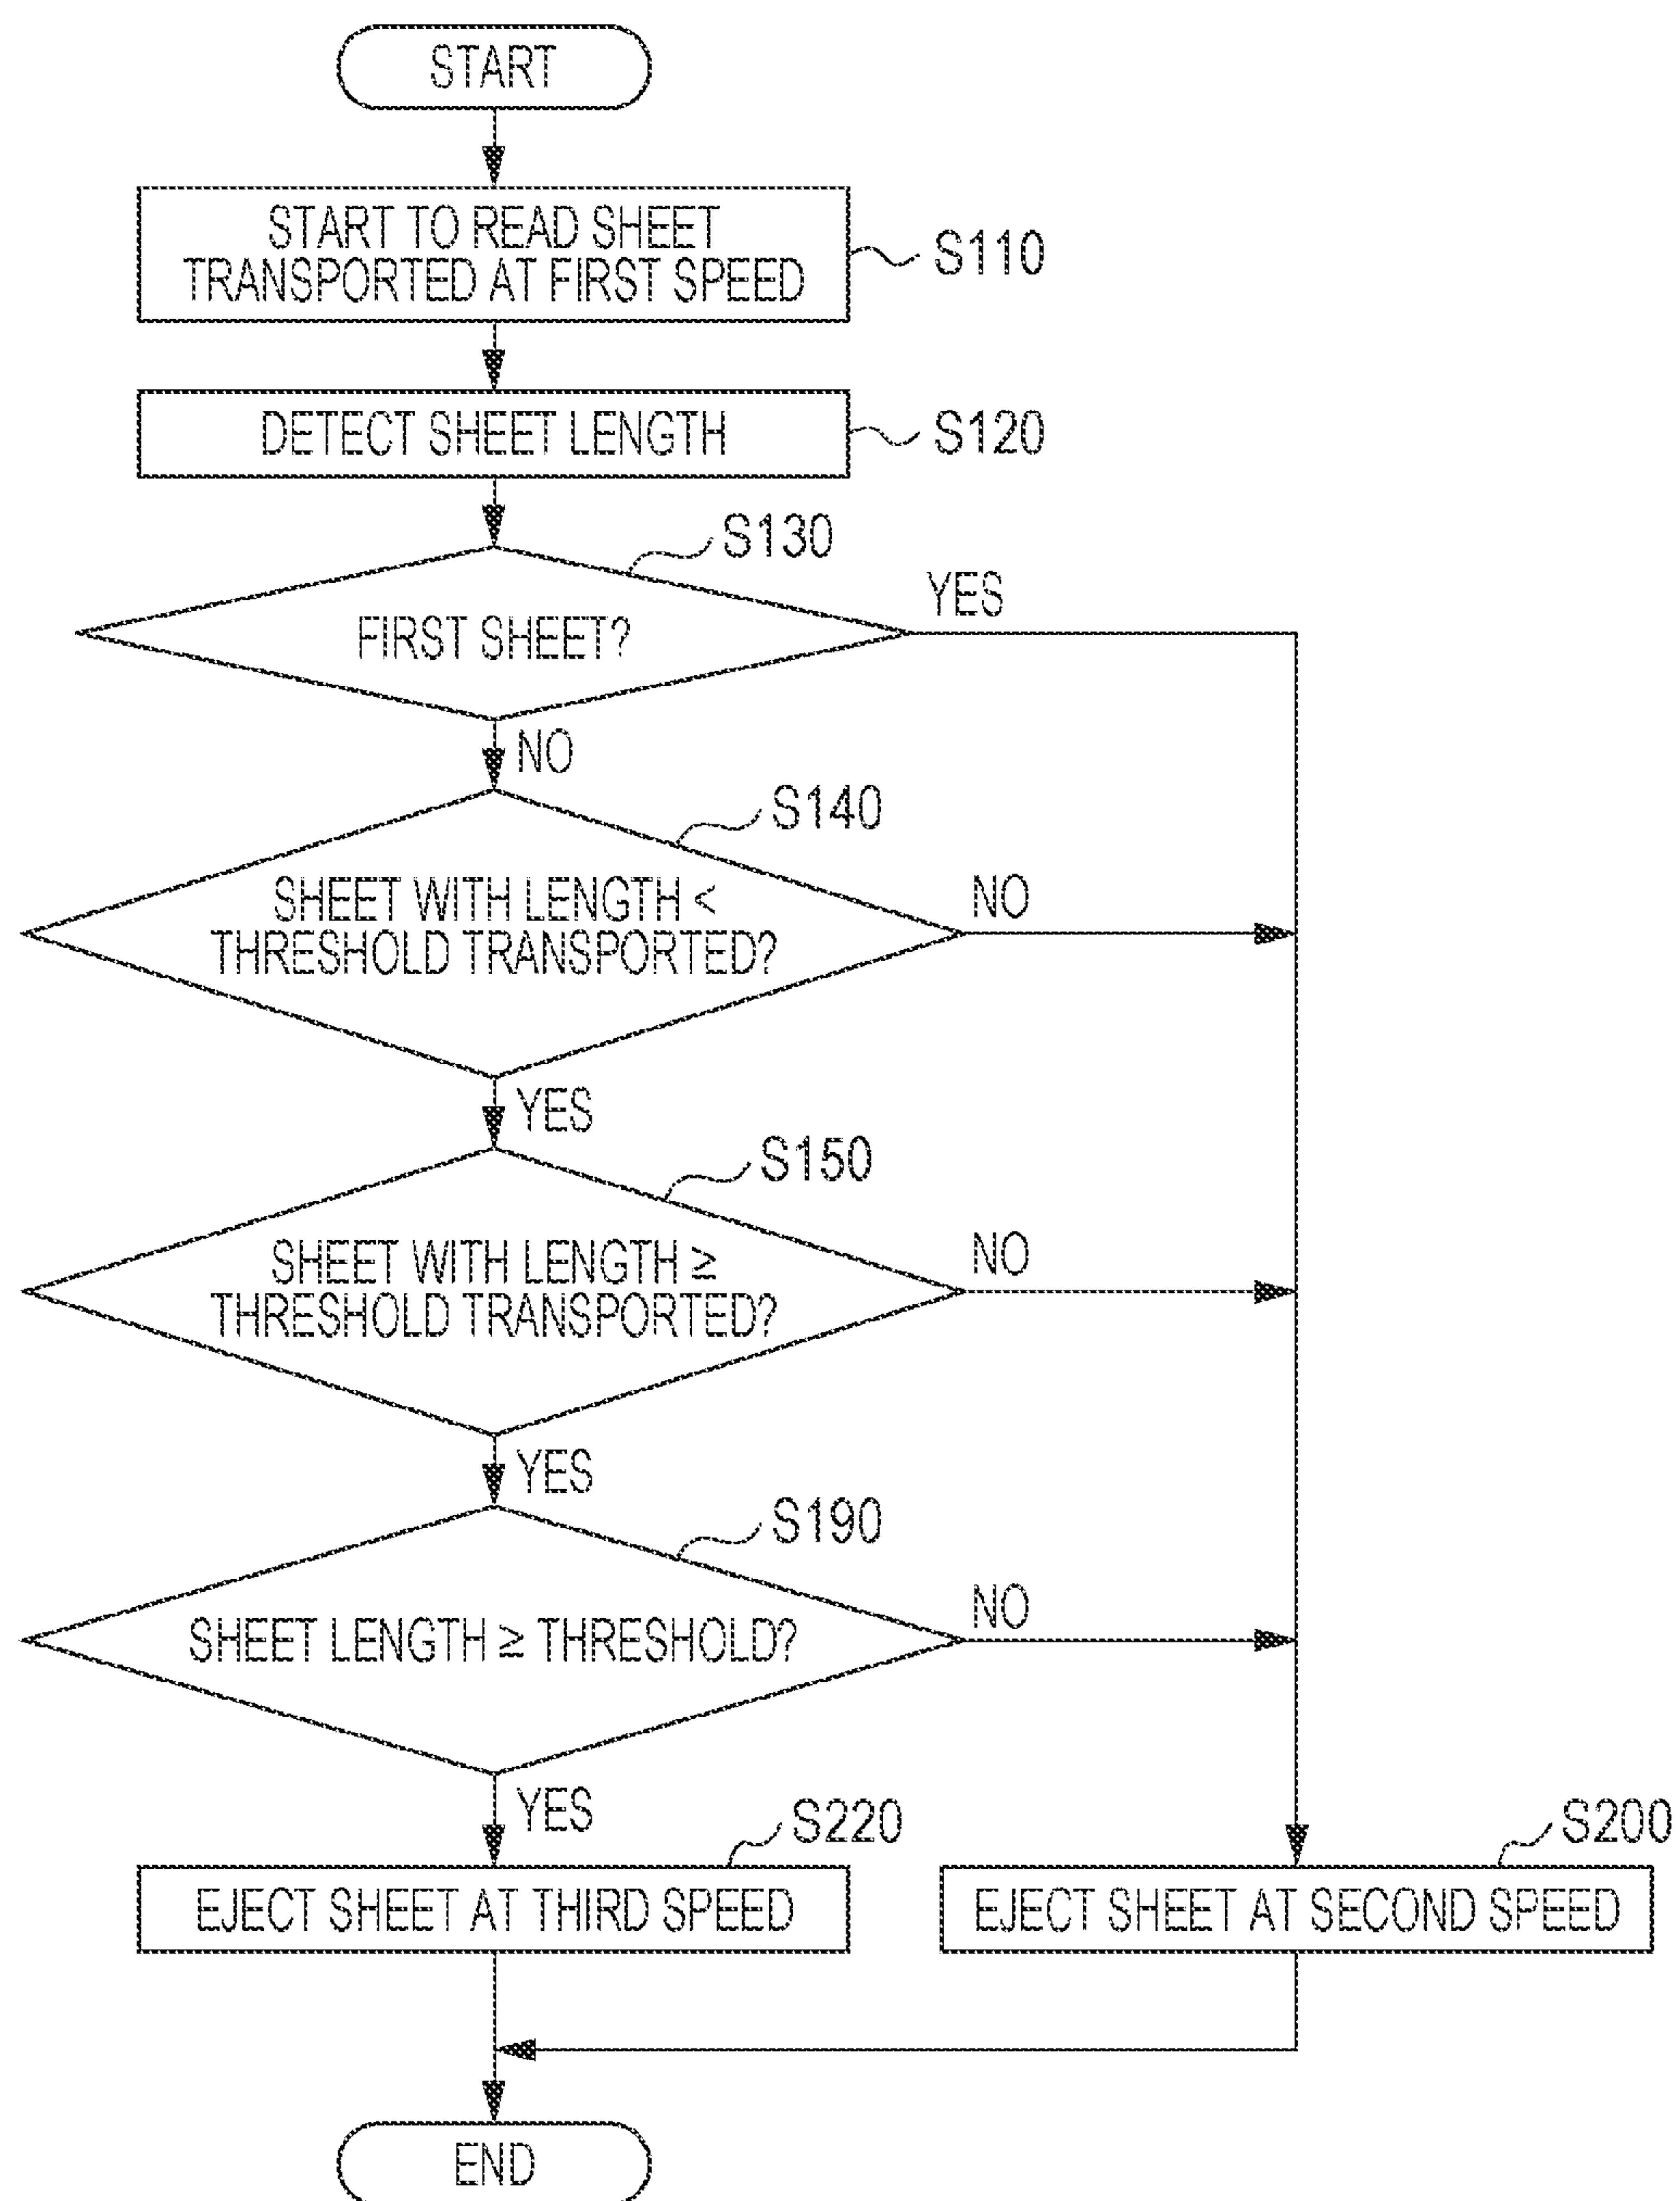 START
START TO READ SHEET
TRANSPORTED AT FIRST SPEED
S110
DETECT SHEET LENGTH
S120
S130
FIRST SHEET?
YES
NO
S140
SHEET WITH LENGTH <
THRESHOLD TRANSPORTED?
NO
YES
S150
SHEET WITH LENGTH ≥
THRESHOLD TRANSPORTED?
NO
YES
S190
SHEET LENGTH ≥ THRESHOLD?
NO
YES
S220
EJECT SHEET AT THIRD SPEED
S200
EJECT SHEET AT SECOND SPEED
END